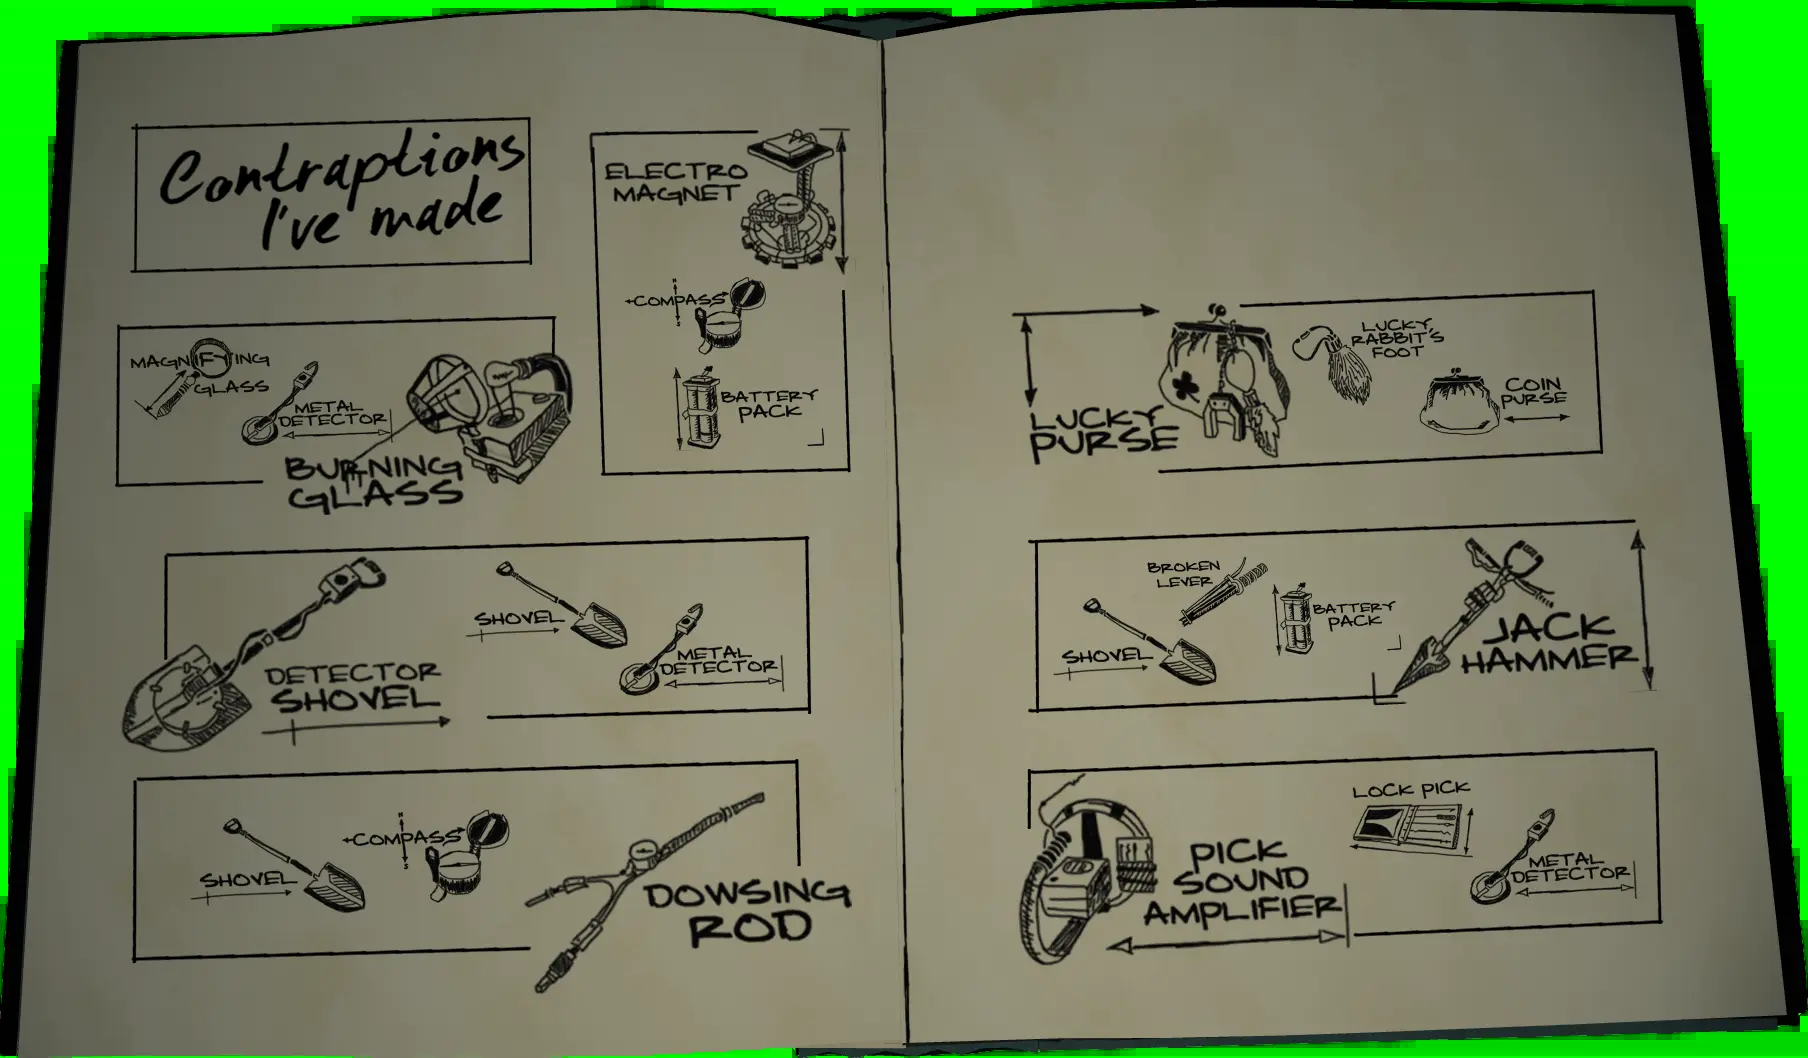 Contraptions
I've made
ELECTRO
MAGNET
+COMPASS
N
S
BATTERY
PACK
MAGNIFYING
GLASS
METAL
DETECTOR
BURNING
GLASS
DETECTOR
SHOVEL
SHOVEL
METAL
DETECTOR
SHOVEL
+COMPASS
N
S
DOWSING
ROD
LUCKY
PURSE
LUCKY
RABBIT'S
FOOT
COIN
PURSE
BROKEN
LEVER
SHOVEL
BATTERY
PACK
JACK
HAMMER
PICK
SOUND
AMPLIFIER
LOCK PICK
METAL
DETECTOR